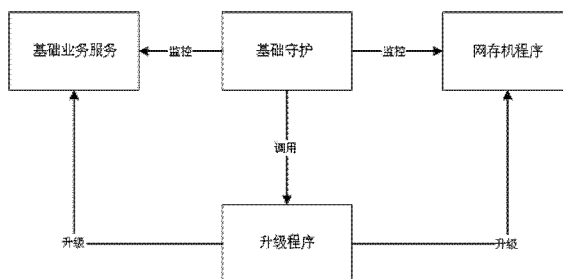 基础业务服务
监控
基础守护
监控
网存机程序
调用
升级
升级程序
升级